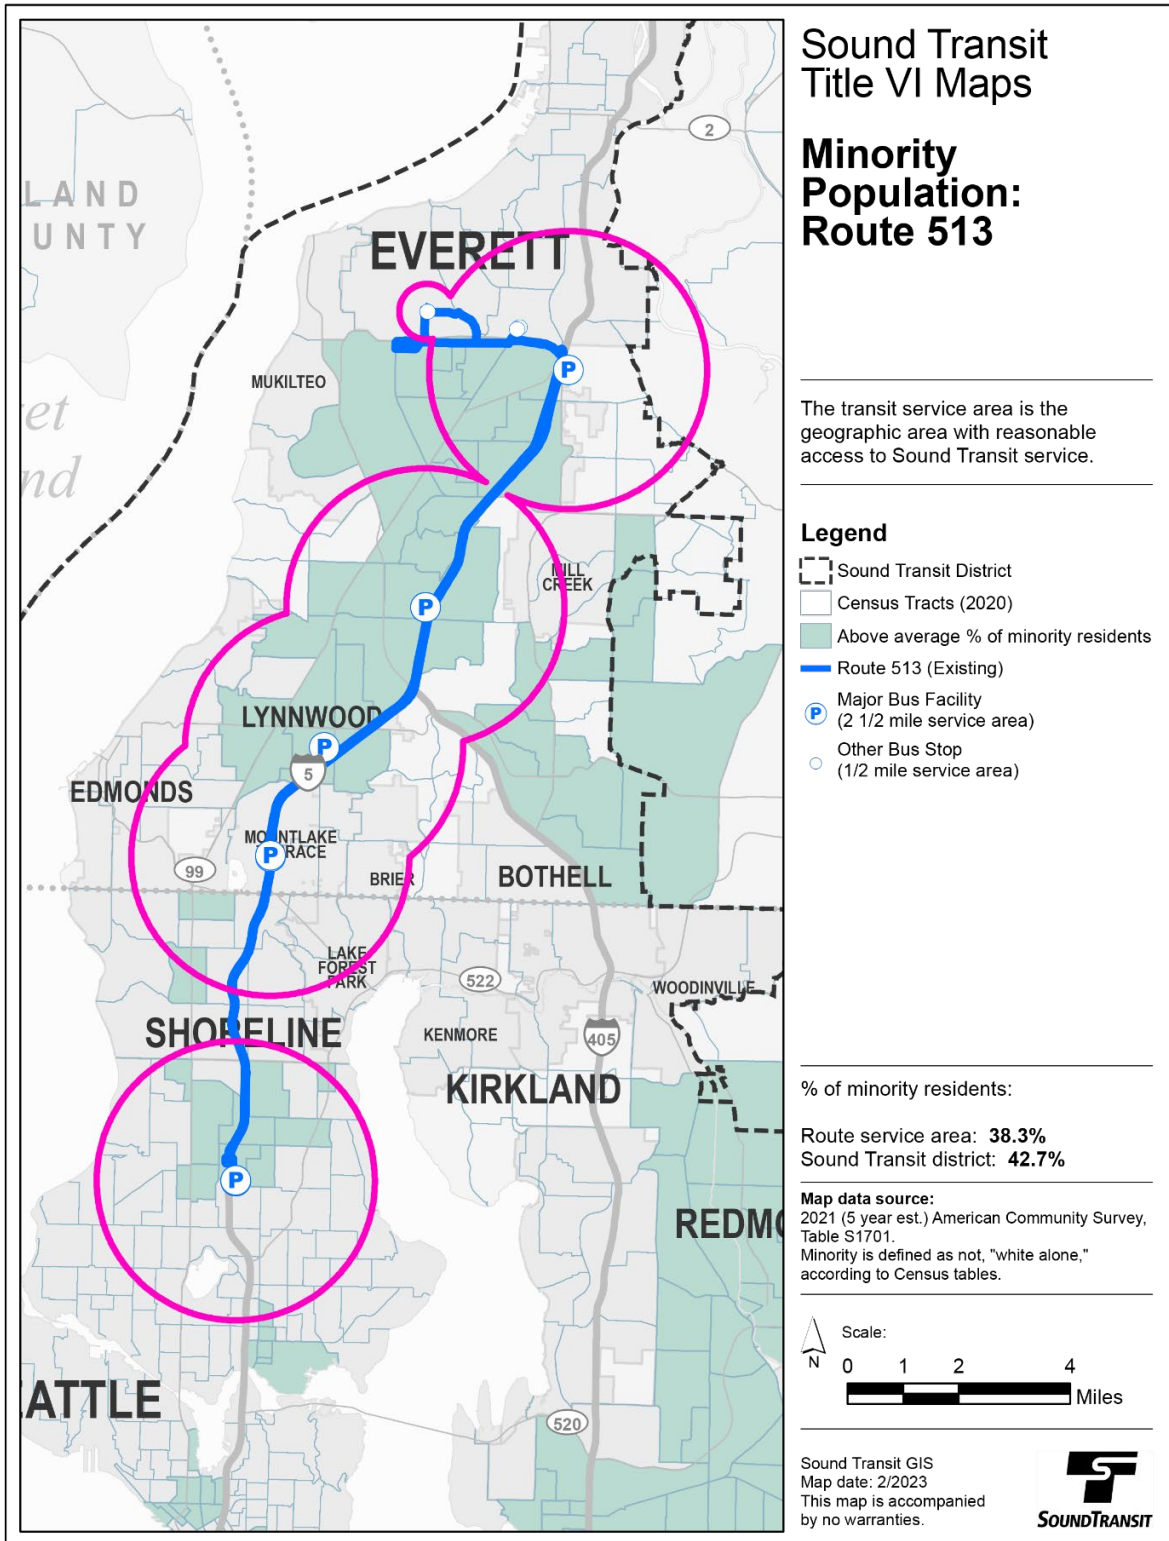 Sound Transit
Title VI Maps
Minority
Population:
Route 513
The transit service area is the
geographic area with reasonable
access to Sound Transit service.
Legend
Sound Transit District
Census Tracts (2020)
Above average % of minority residents
Route 513 (Existing)
P
Major Bus Facility
(2 1/2 mile service area)
Other Bus Stop
(1/2 mile service area)
% of minority residents:
Route service area: 38.3%
Sound Transit district: 42.7%
Map data source:
2021 (5 year est.) American Community Survey,
Table S1701.
Minority is defined as not, "white alone,"
according to Census tables.
N
Scale:
0 1 2 4
Miles
Sound Transit GIS
Map date: 2/2023
This map is accompanied
by no warranties.
ST
SOUNDTRANSIT
2
LAND
UNTY
EVERETT
P
MUKILTEO
et
nd
MILL
CREEK
P
LYNNWOOD
P
5
EDMONDS
MOUNTLAKE
TERRACE
P
99
BRIER
BOTHELL
LAKE
FOREST
PARK
522
WOODINVILLE
SHORELINE
KENMORE
405
KIRKLAND
P
REDMO
EATTLE
520